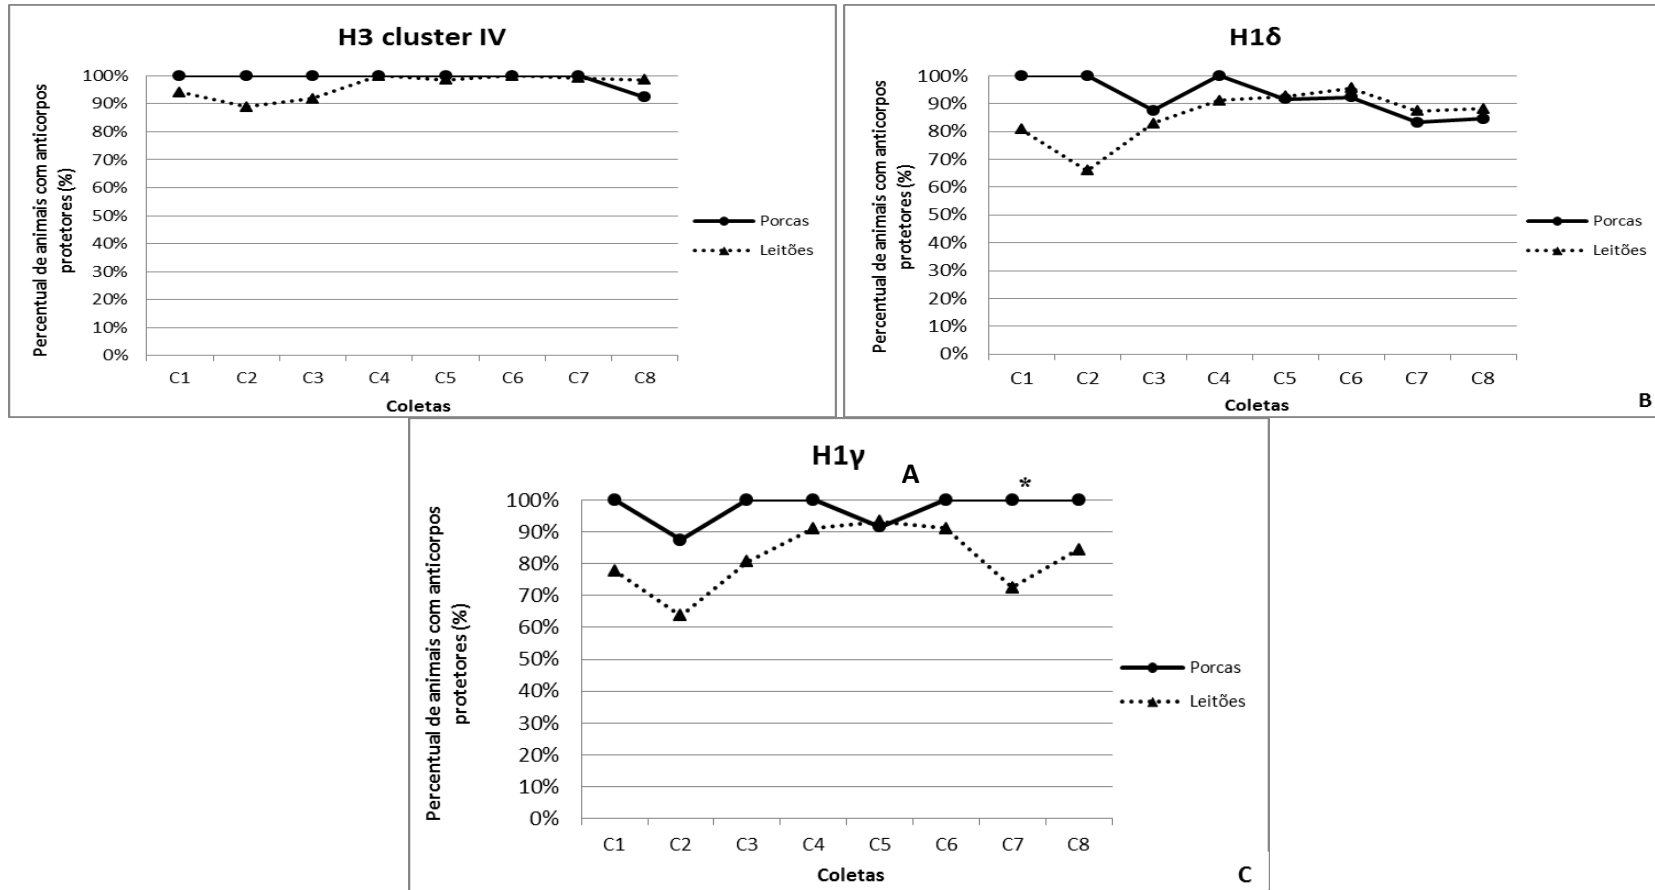 H3 cluster IV
Percentual de animais com anticorpos
protetores (%)
100%
90%
80%
70%
60%
50%
40%
30%
20%
10%
0%
C1 C2 C3 C4 C5 C6 C7 C8
Coletas
Porcas
Leitões
H1δ
Percentual de animais com anticorpos
protetores (%)
100%
90%
80%
70%
60%
50%
40%
30%
20%
10%
0%
C1 C2 C3 C4 C5 C6 C7 C8
Coletas
Porcas
Leitões
B
H1γ
A
*
Percentual de animais com anticorpos
protetores (%)
100%
90%
80%
70%
60%
50%
40%
30%
20%
10%
0%
C1 C2 C3 C4 C5 C6 C7 C8
Coletas
Porcas
Leitões
C